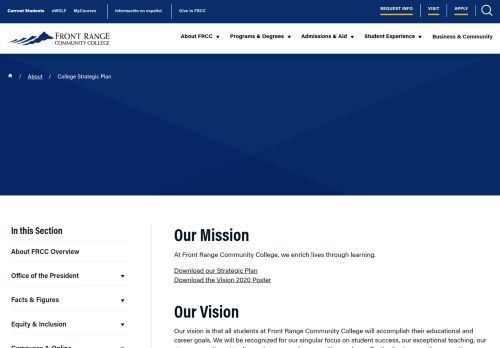 Current Students eWOLF MyCourses Información en español Give to FRCC REQUEST INFO VISIT APPLY
FRONT RANGE
COMMUNITY COLLEGE
About FRCC Programs & Degrees Admissions & Aid Student Experience Business & Community
/ About / College Strategic Plan
In this Section
About FRCC Overview
Office of the President
Facts & Figures
Equity & Inclusion
Our Mission
At Front Range Community College, we enrich lives through learning.
Download our Strategic Plan
Download the Vision 2020 Poster
Our Vision
Our vision is that all students at Front Range Community College will accomplish their educational and
career goals. We will be recognized for our singular focus on student success, our exceptional teaching, our